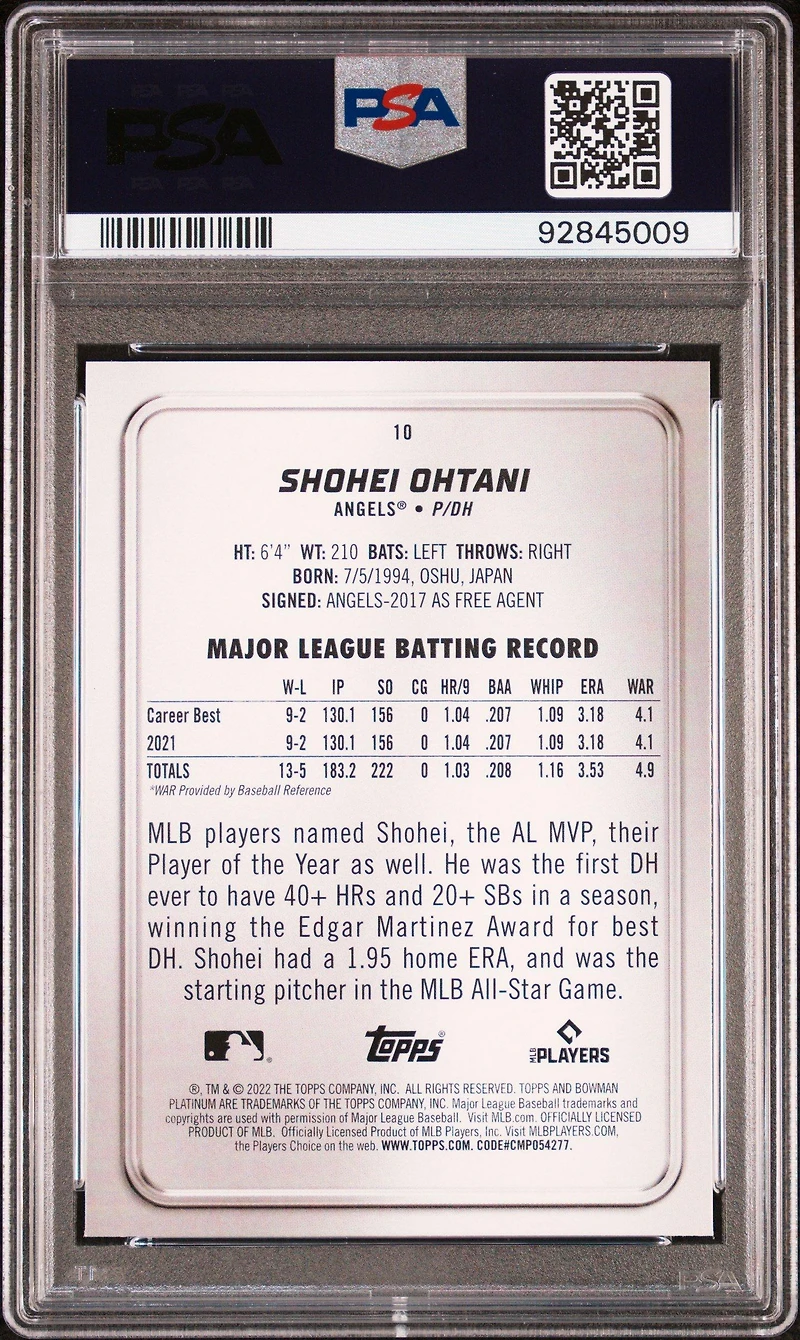 PSA PSA PSA
PSA
PSA PSA PSA
PSA
92845009
10
SHOHEI OHTANI
ANGELS® • P/DH
HT: 6'4" WT: 210 BATS: LEFT THROWS: RIGHT
BORN: 7/5/1994, OSHU, JAPAN
SIGNED: ANGELS-2017 AS FREE AGENT
MAJOR LEAGUE BATTING RECORD
W-L IP SO CG HR/9 BAA WHIP ERA WAR
Career Best 9-2 130.1 156 0 1.04 .207 1.09 3.18 4.1
2021 9-2 130.1 156 0 1.04 .207 1.09 3.18 4.1
TOTALS 13-5 183.2 222 0 1.03 .208 1.16 3.53 4.9
*WAR Provided by Baseball Reference
MLB players named Shohei, the AL MVP, their
Player of the Year as well. He was the first DH
ever to have 40+ HRs and 20+ SBs in a season,
winning the Edgar Martinez Award for best
DH. Shohei had a 1.95 home ERA, and was the
starting pitcher in the MLB All-Star Game.
® Topps® MLB PLAYERS
®, TM & © 2022 THE TOPPS COMPANY, INC. ALL RIGHTS RESERVED. TOPPS AND BOWMAN
PLATINUM ARE TRADEMARKS OF THE TOPPS COMPANY, INC. Major League Baseball trademarks and
copyrights are used with permission of Major League Baseball. Visit MLB.com. OFFICIALLY LICENSED
PRODUCT OF MLB. Officially Licensed Product of MLB Players, Inc. Visit MLBPLAYERS.COM,
the Players Choice on the web. WWW.TOPPS.COM. CODE#CMP054277.
PSA